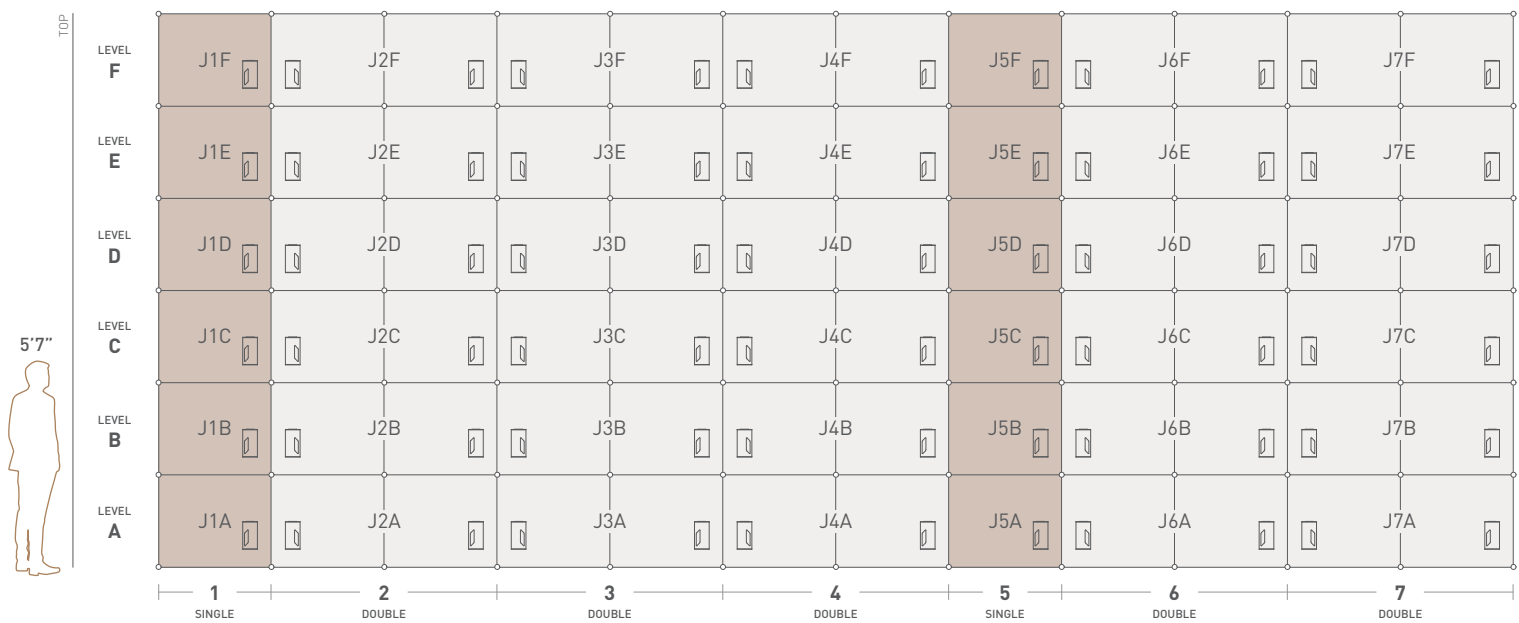 TOP
LEVEL
F
J1F J2F J3F J4F J5F J6F J7F
LEVEL
E
J1E J2E J3E J4E J5E J6E J7E
LEVEL
D
J1D J2D J3D J4D J5D J6D J7D
LEVEL
C
J1C J2C J3C J4C J5C J6C J7C
5’7”
LEVEL
B
J1B J2B J3B J4B J5B J6B J7B
LEVEL
A
J1A J2A J3A J4A J5A J6A J7A
1 2 3 4 5 6 7
SINGLE DOUBLE DOUBLE DOUBLE SINGLE DOUBLE DOUBLE